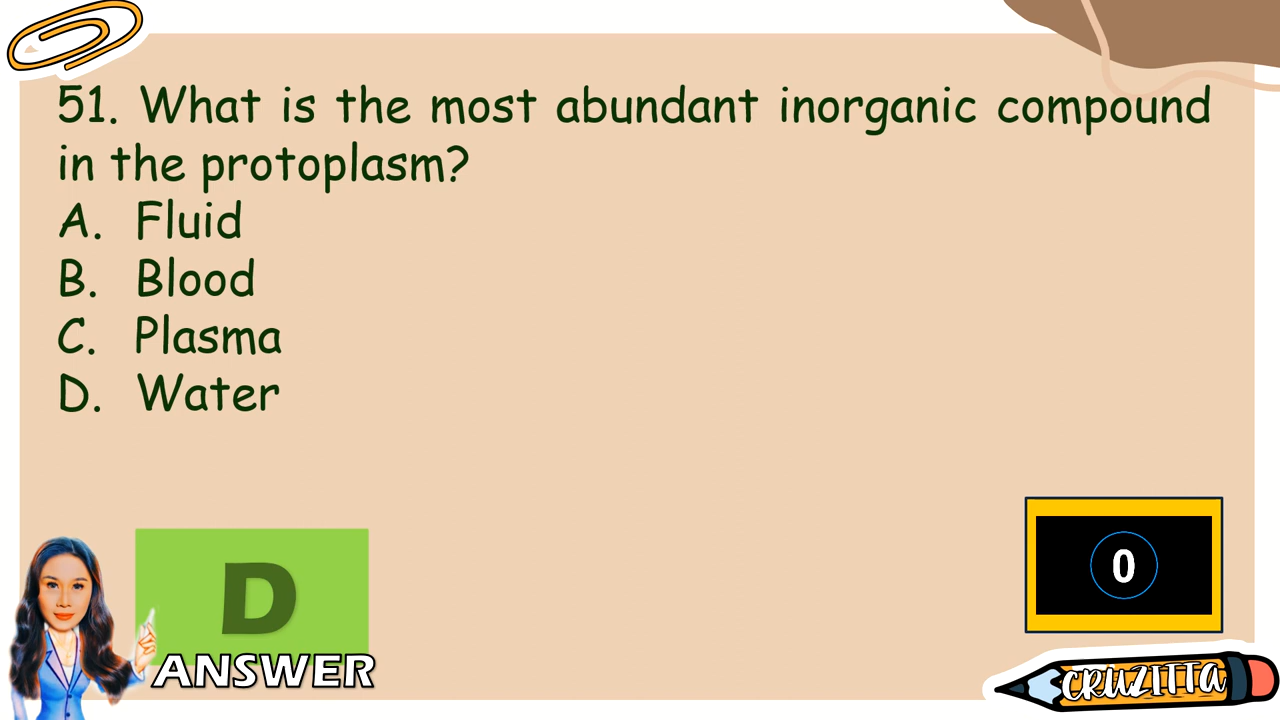 51. What is the most abundant inorganic compound
in the protoplasm?
A. Fluid
B. Blood
C. Plasma
D. Water
D
ANSWER
0
CRUZITTA